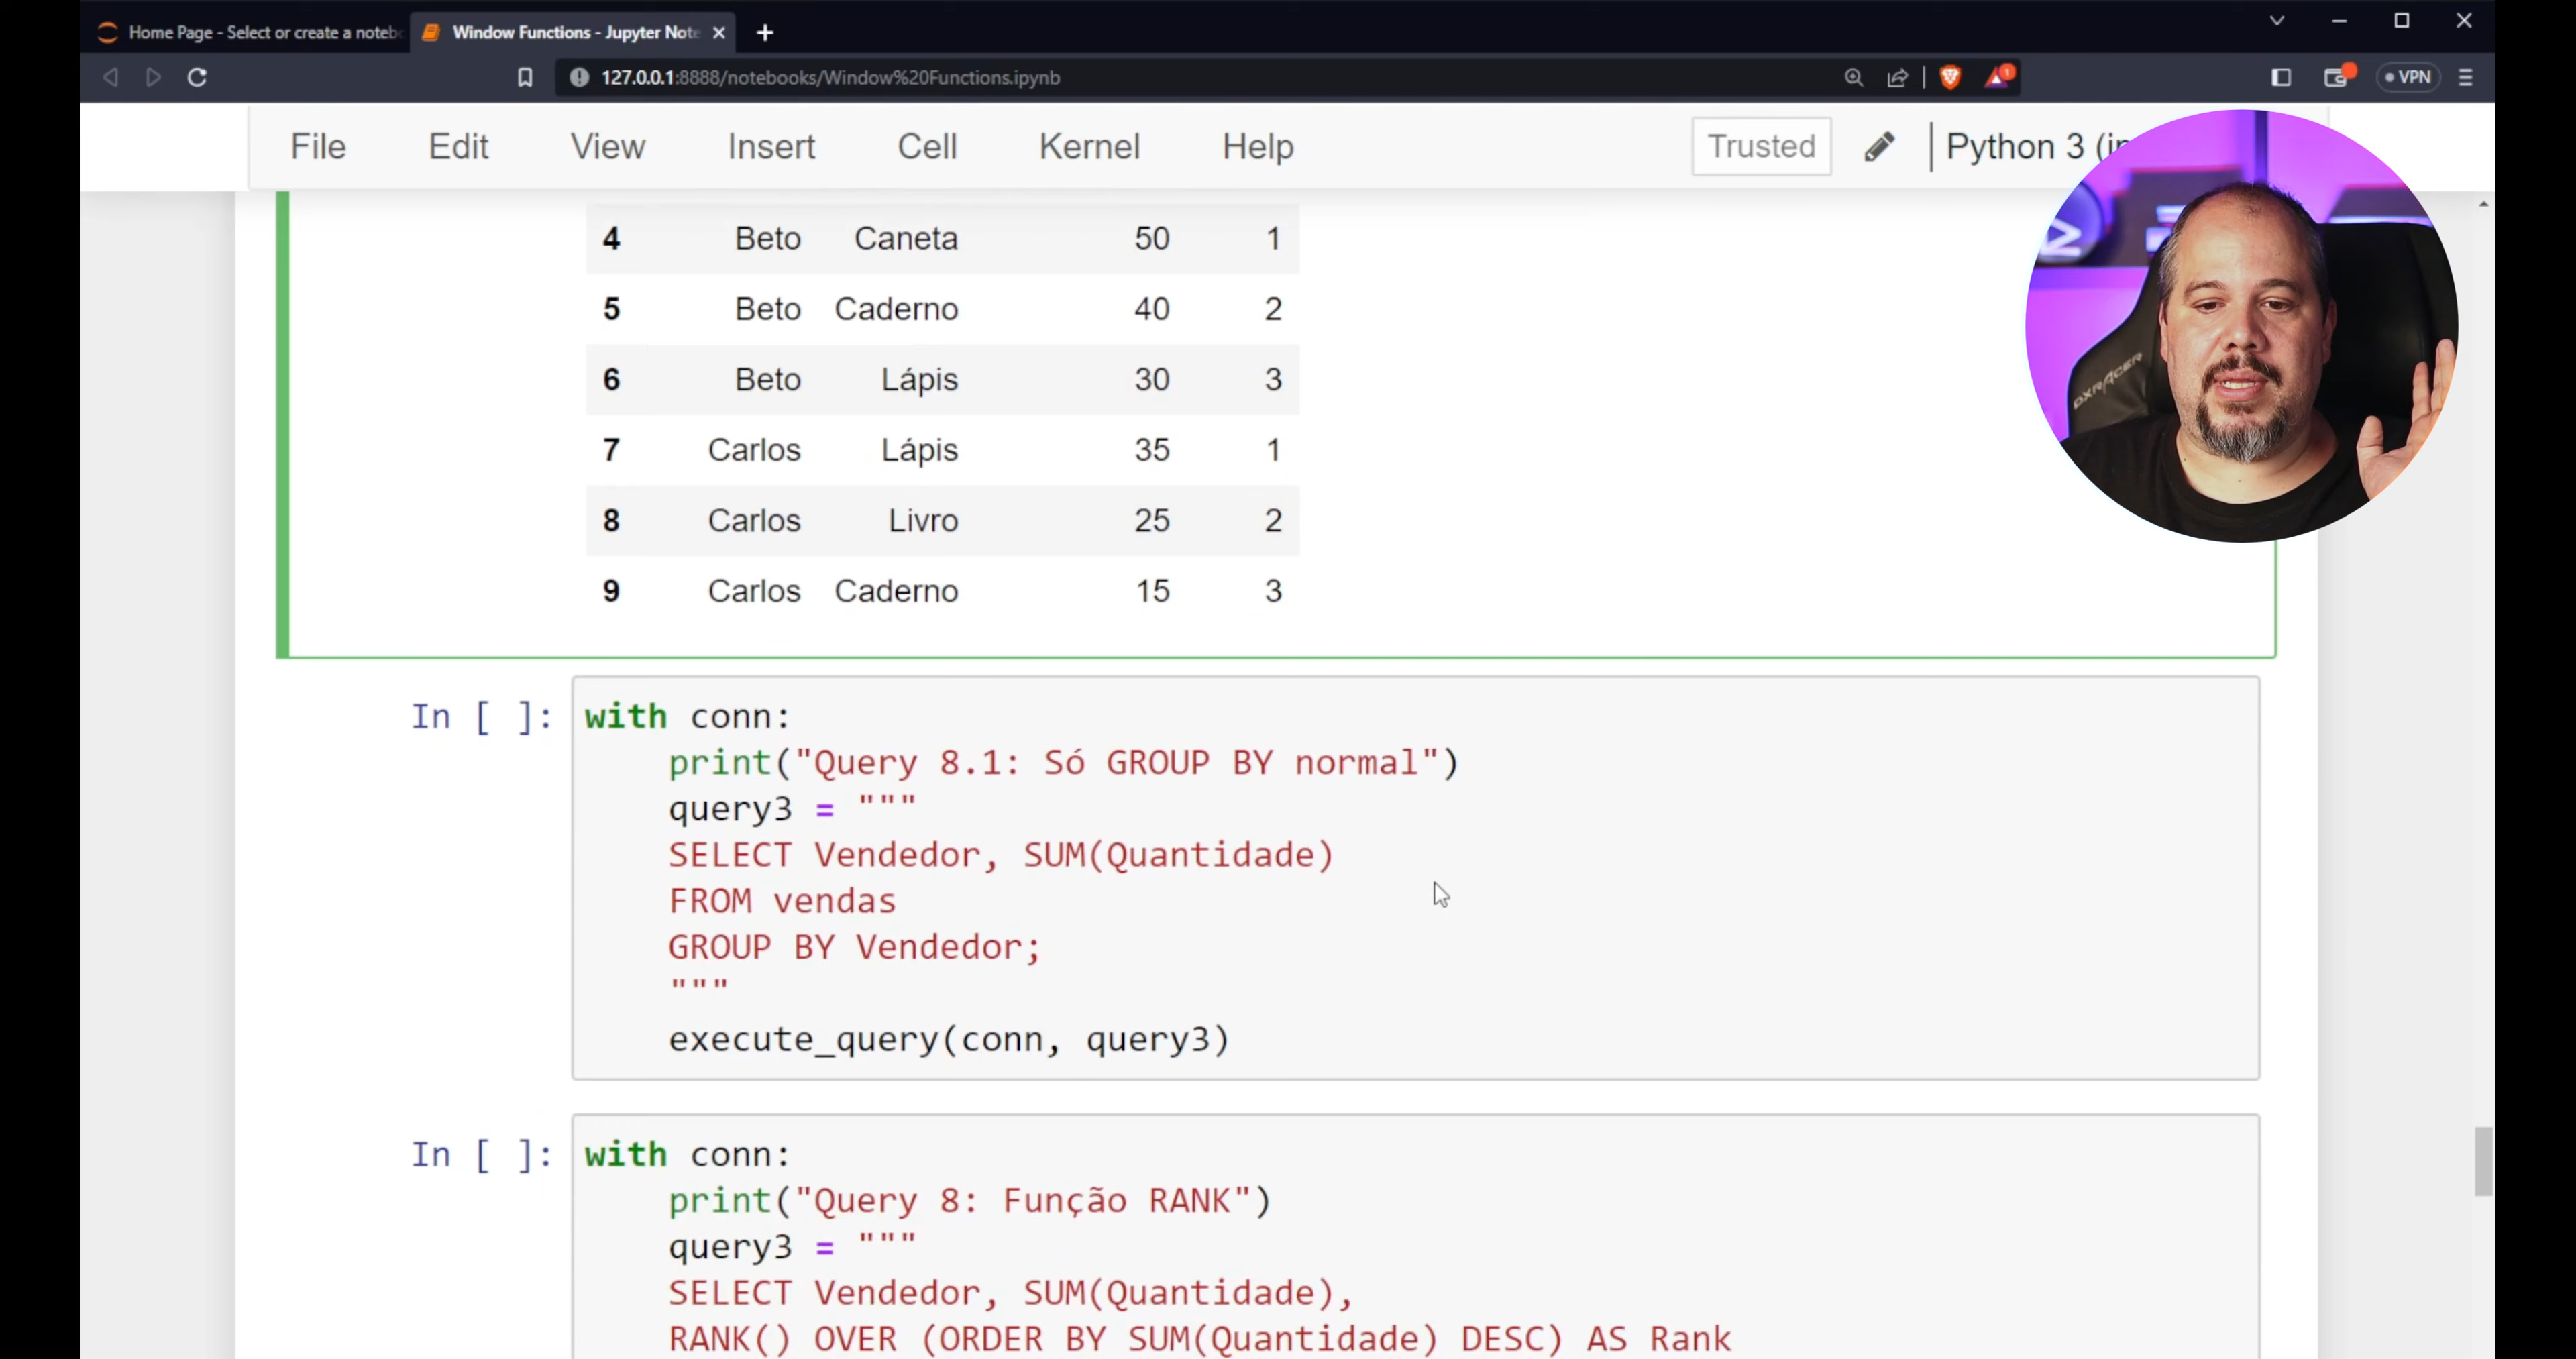 Home Page - Select or create a noteb
Window Functions - Jupyter Note
127.0.0.1:8888/notebooks/Window%20Functions.ipynb
1
VPN
File Edit View Insert Cell Kernel Help
Trusted
Python 3 (i
4 Beto Caneta 50 1
5 Beto Caderno 40 2
6 Beto Lápis 30 3
7 Carlos Lápis 35 1
8 Carlos Livro 25 2
9 Carlos Caderno 15 3
DXRACER
In [ ]:
with conn:
print("Query 8.1: Só GROUP BY normal")
query3 = """
SELECT Vendedor, SUM(Quantidade)
FROM vendas
GROUP BY Vendedor;
"""
execute_query(conn, query3)
In [ ]:
with conn:
print("Query 8: Função RANK")
query3 = """
SELECT Vendedor, SUM(Quantidade),
RANK() OVER (ORDER BY SUM(Quantidade) DESC) AS Rank